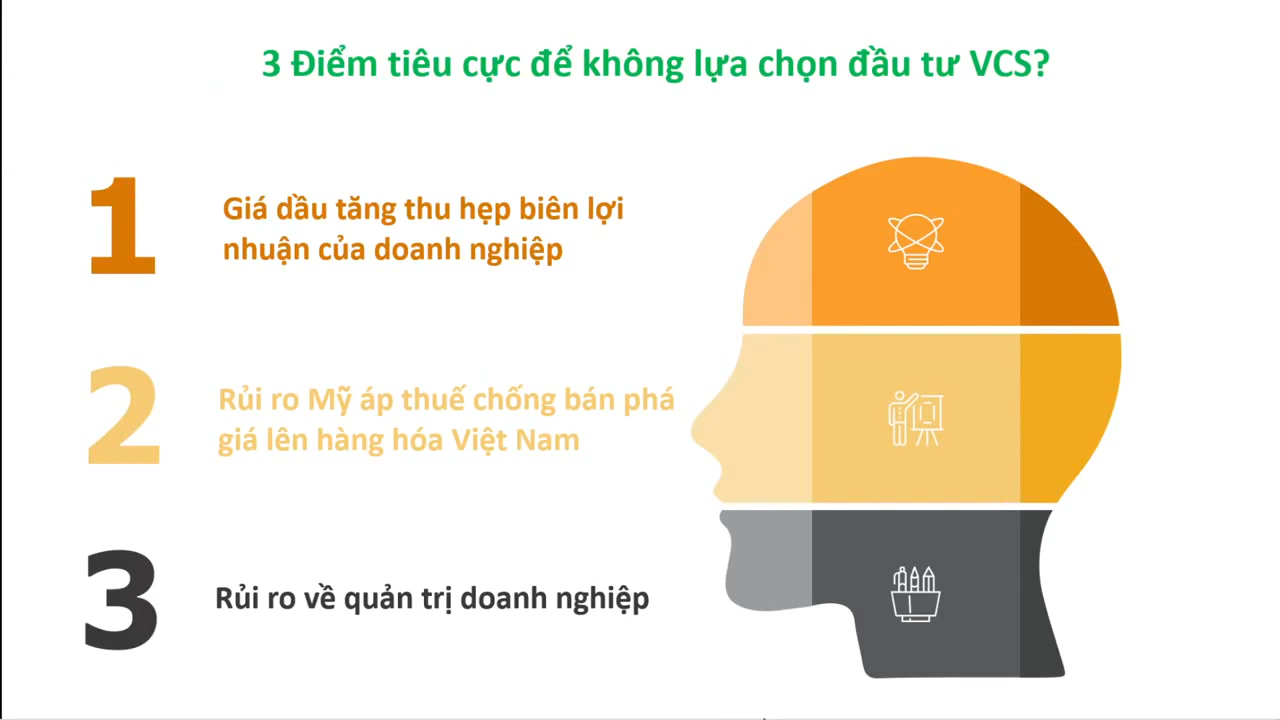 3 Điểm tiêu cực để không lựa chọn đầu tư VCS?
1
Giá dầu tăng thu hẹp biên lợi
nhuận của doanh nghiệp
2
Rủi ro Mỹ áp thuế chống bán phá
giá lên hàng hóa Việt Nam
3
Rủi ro về quản trị doanh nghiệp